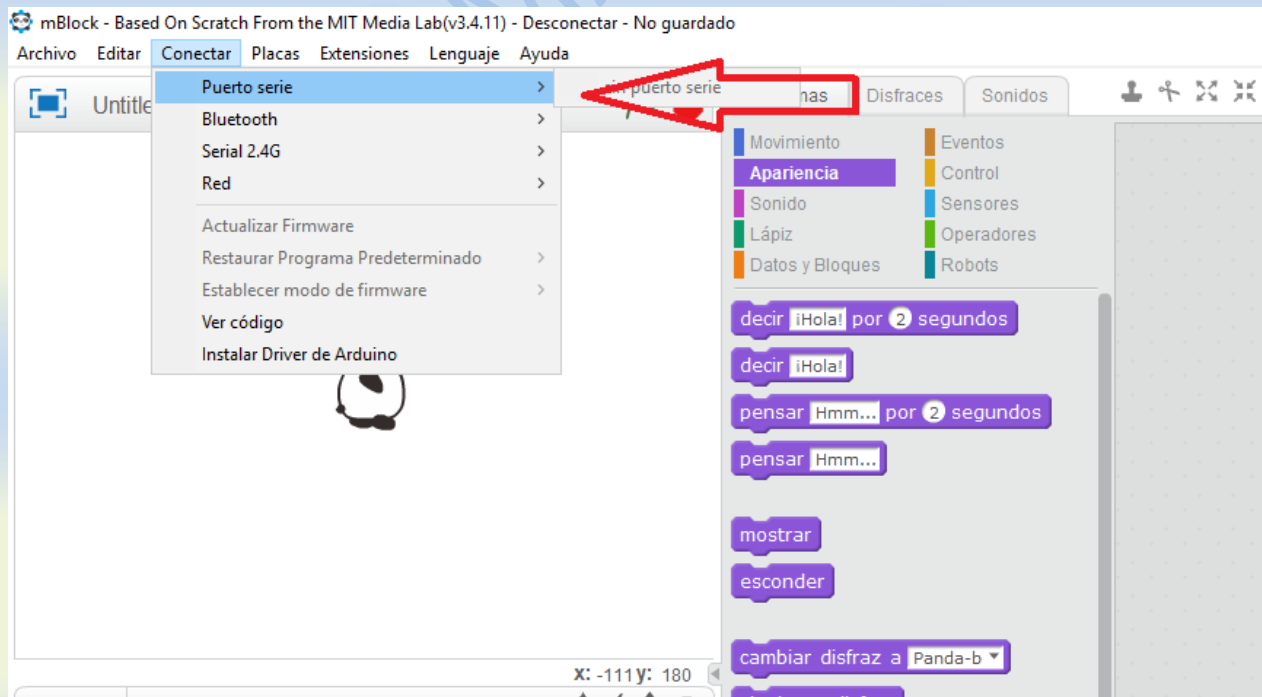 mBlock - Based On Scratch From the MIT Media Lab(v3.4.11) - Desconectar - No guardado
Archivo Editar Conectar Placas Extensiones Lenguaje Ayuda
Puerto serie
puerto serie
Bluetooth
Serial 2.4G
Red
Actualizar Firmware
Restaurar Programa Predeterminado
Establecer modo de firmware
Ver código
Instalar Driver de Arduino
Disfraces Sonidos
Movimiento Eventos
Apariencia Control
Sonido Sensores
Lápiz Operadores
Datos y Bloques Robots
decir ¡Hola! por 2 segundos
decir ¡Hola!
pensar Hmm... por 2 segundos
pensar Hmm...
mostrar
esconder
cambiar disfraz a Panda-b
X: -111 Y: 180